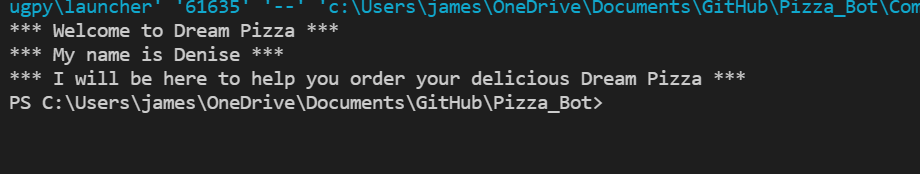 ugpy\launcher' '61635' '--' 'c:\Users\james\OneDrive\Documents\GitHub\Pizza_Bot\Com
*** Welcome to Dream Pizza ***
*** My name is Denise ***
*** I will be here to help you order your delicious Dream Pizza ***
PS C:\Users\james\OneDrive\Documents\GitHub\Pizza_Bot>